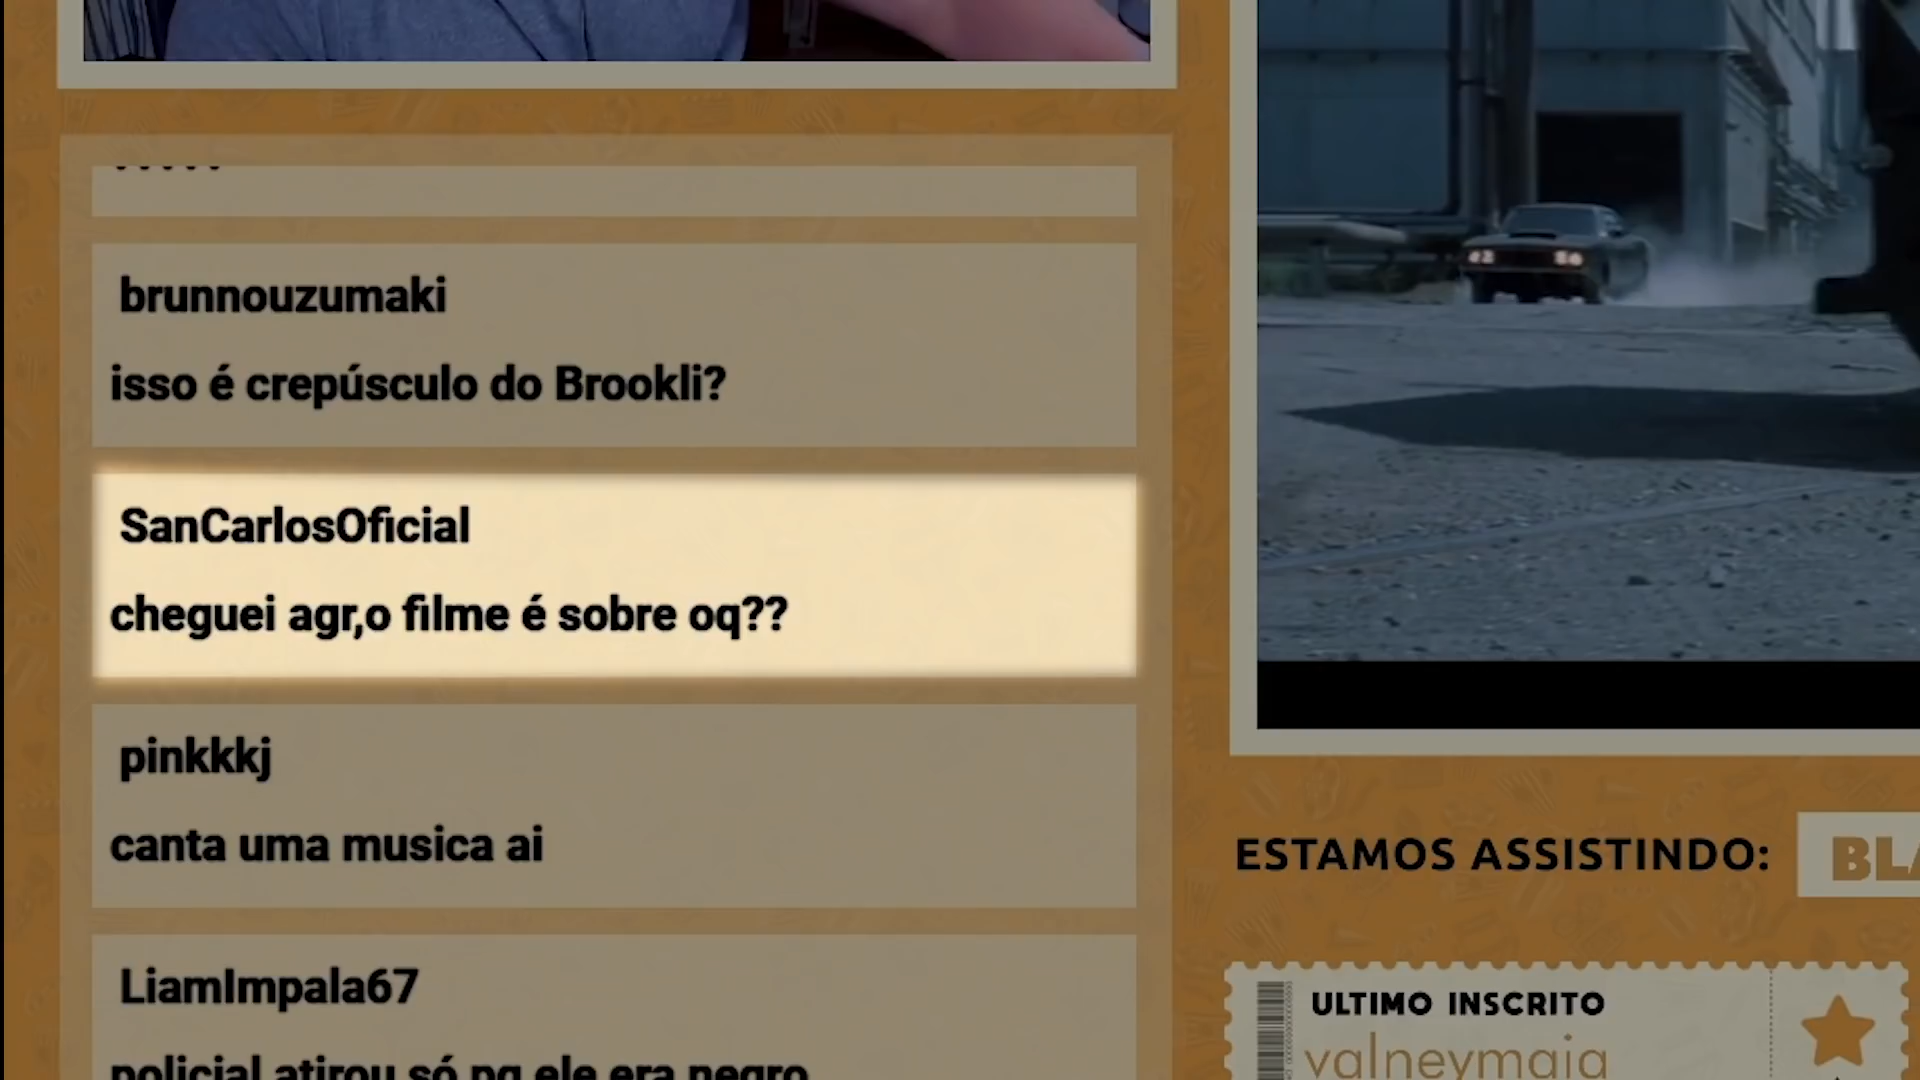 brunnouzumaki
isso é crepúsculo do Brookli?
SanCarlosOficial
cheguei agr,o filme é sobre oq??
pinkkkj
canta uma musica ai
LiamImpala67
policial atirou só pq ele era negro
ESTAMOS ASSISTINDO:
ULTIMO INSCRITO
valneymaia